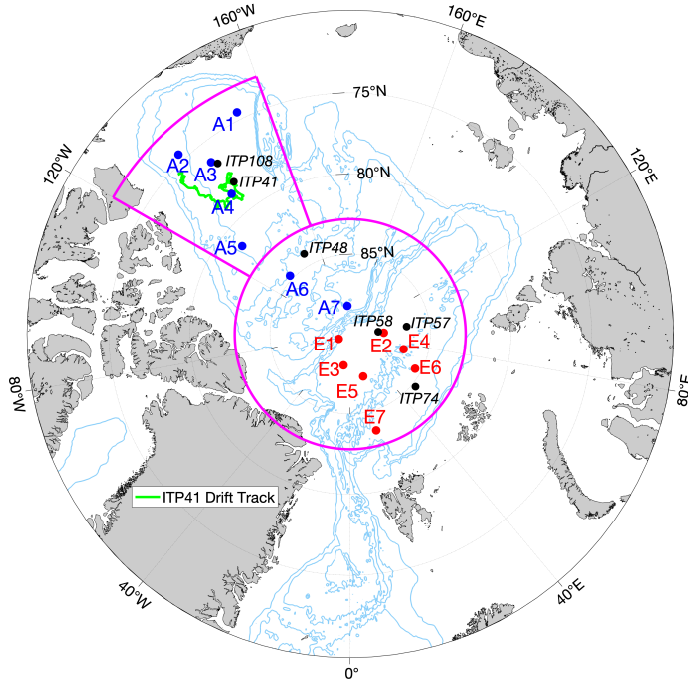 160°W
160°E
75°N
A1
120°W
120°E
A2
A3
ITP108
80°N
ITP41
A4
A5
ITP48
85°N
A6
A7
ITP58
ITP57
E1
E2
E4
E3
E6
E5
ITP74
80°W
80°E
E7
ITP41 Drift Track
40°W
40°E
0°